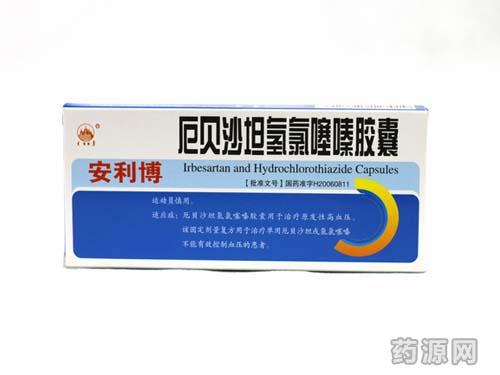 厄贝沙坦氢氯噻嗪胶囊
安利博
Irbesartan and Hydrochlorothiazide Capsules
【批准文号】国药准字H20060811
运动员慎用。
适应症：厄贝沙坦氢氯噻嗪胶囊用于治疗原发性高血压。
该固定剂量复方用于治疗单用厄贝沙坦或氢氯噻嗪
不能有效控制血压的患者。
药源网